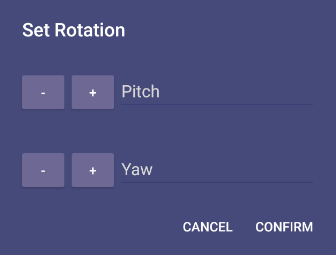 Set Rotation
- + Pitch
- + Yaw
CANCEL CONFIRM